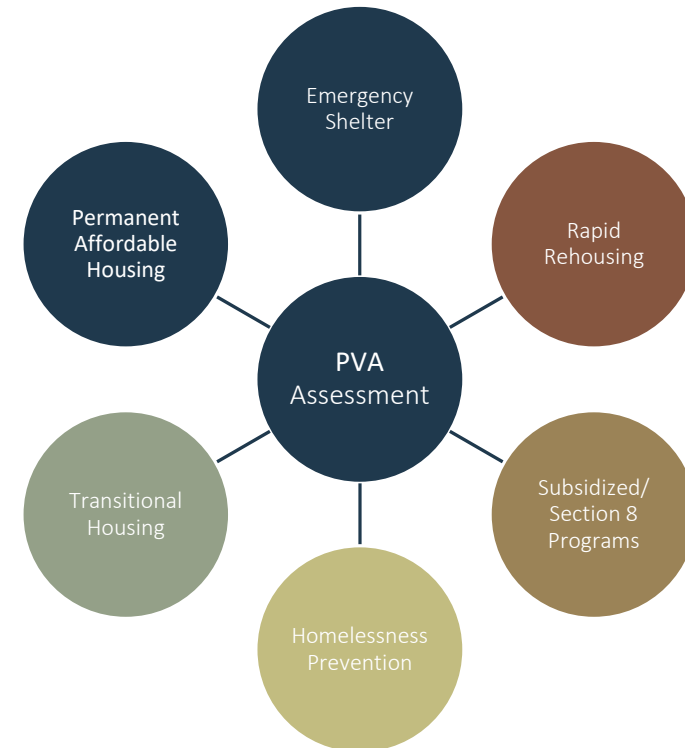 Emergency
Shelter
Permanent
Affordable
Housing
Rapid
Rehousing
PVA
Assessment
Transitional
Housing
Subsidized/
Section 8
Programs
Homelessness
Prevention